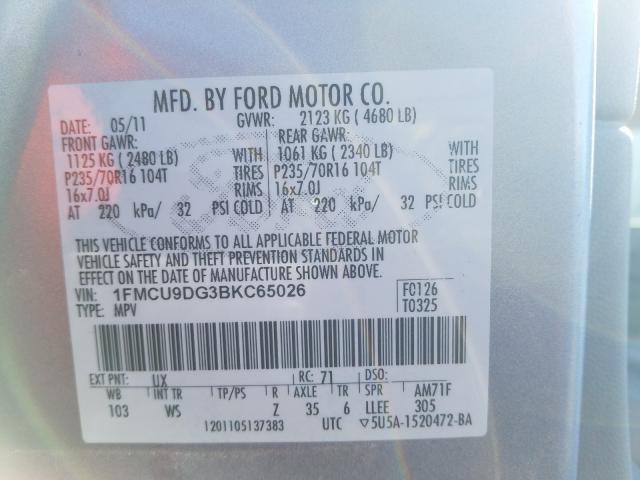 MFD. BY FORD MOTOR CO.
DATE: 05/11 GVWR: 2123 KG ( 4680 LB)
FRONT GAWR: REAR GAWR:
1125 KG ( 2480 LB) WITH 1061 KG ( 2340 LB) WITH
P235/70R16 104T TIRES P235/70R16 104T TIRES
16x7.0J RIMS 16x7.0J RIMS
AT 220 kPa/ 32 PSI COLD AT 220 kPa/ 32 PSI COLD
THIS VEHICLE CONFORMS TO ALL APPLICABLE FEDERAL MOTOR
VEHICLE SAFETY AND THEFT PREVENTION STANDARDS IN
EFFECT ON THE DATE OF MANUFACTURE SHOWN ABOVE.
VIN: 1FMCU9DG3BKC65026 F0126
TYPE: MPV T0325
EXT PNT: UX RC: 71 DSO:
WB INT TR TP/PS R AXLE TR SPR AM71F
103 WS Z 35 6 LLEE 305
1201105137383 UTC ▽5U5A-1520472-BA